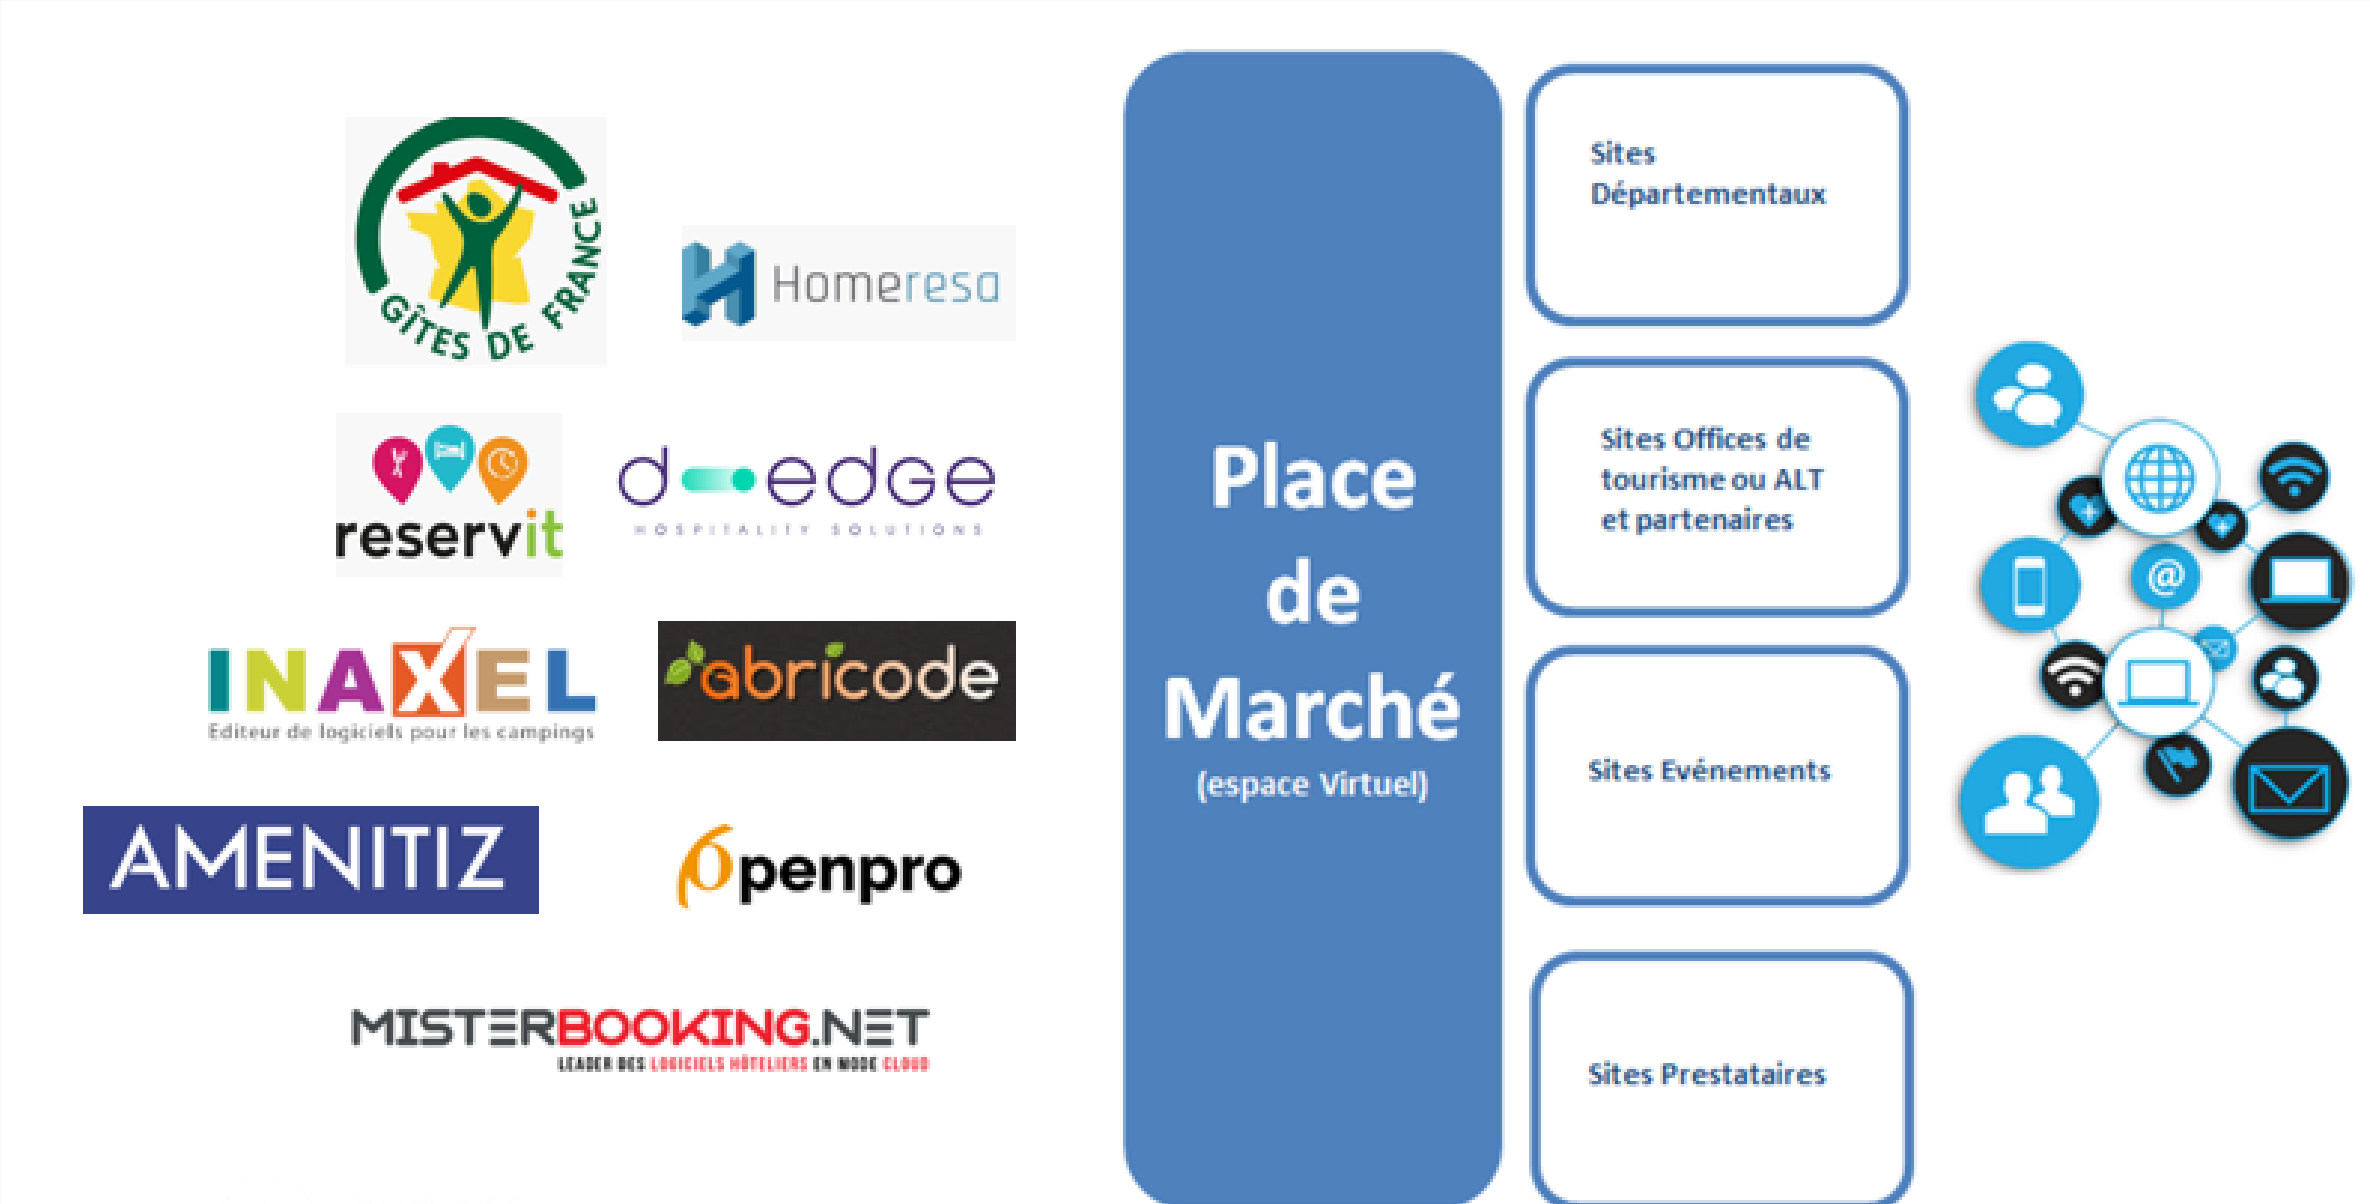 GÎTES DE FRANCE
Homeresa
reservit
d-edge
HOSPITALITY SOLUTIONS
INAXEL
Editeur de logiciels pour les campings
abricode
AMENITIZ
Openpro
MISTERBOOKING.NET
LEADER DES LOGICIELS HÔTELIERS EN MODE CLOUD
Place
de
Marché
(espace Virtuel)
Sites
Départementaux
Sites Offices de
tourisme ou ALT
et partenaires
Sites Evénements
Sites Prestataires
@